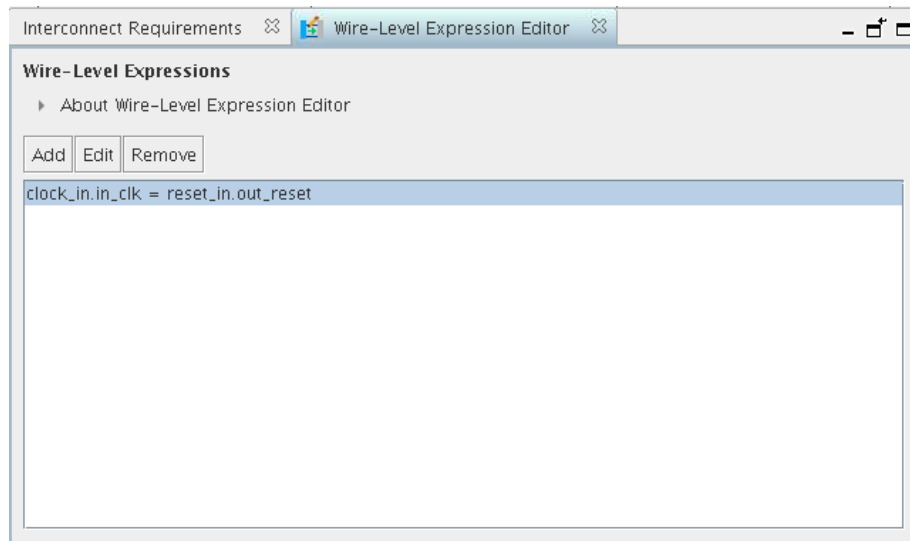 Interconnect Requirements Wire-Level Expression Editor
Wire-Level Expressions
About Wire-Level Expression Editor
Add Edit Remove
clock_in.in_clk = reset_in.out_reset